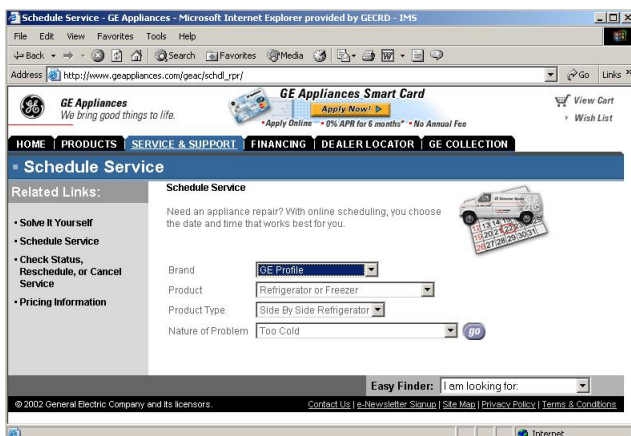 Schedule Service - GE Appliances - Microsoft Internet Explorer provided by GECRD - IMS
File Edit View Favorites Tools Help
Back Search Favorites Media
Address http://www.geappliances.com/geac/schdl_rpr/ Go Links »
GE Appliances
We bring good things to life.
GE Appliances Smart Card
Apply Now!
•Apply Online •0% APR for 6 months* •No Annual Fee
View Cart
Wish List
HOME PRODUCTS SERVICE & SUPPORT FINANCING DEALER LOCATOR GE COLLECTION
Schedule Service
Related Links:
• Solve It Yourself
• Schedule Service
• Check Status,
Reschedule, or Cancel
Service
• Pricing Information
Schedule Service
Need an appliance repair? With online scheduling, you choose
the date and time that works best for you.
Brand GE Profile
Product Refrigerator or Freezer
Product Type Side By Side Refrigerator
Nature of Problem Too Cold go
Easy Finder: I am looking for:
© 2002 General Electric Company and its licensors. Contact Us | e-Newsletter Signup | Site Map | Privacy Policy | Terms & Conditions
Internet